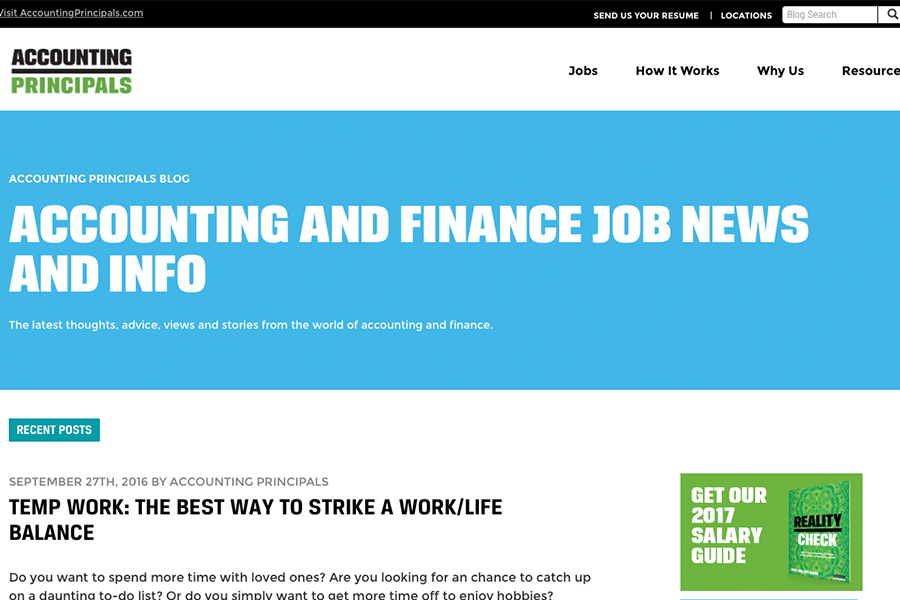 Visit AccountingPrincipals.com
SEND US YOUR RESUME | LOCATIONS Blog Search
ACCOUNTING
PRINCIPALS
Jobs How It Works Why Us Resource
ACCOUNTING PRINCIPALS BLOG
ACCOUNTING AND FINANCE JOB NEWS
AND INFO
The latest thoughts, advice, views and stories from the world of accounting and finance.
RECENT POSTS
SEPTEMBER 27TH, 2016 BY ACCOUNTING PRINCIPALS
TEMP WORK: THE BEST WAY TO STRIKE A WORK/LIFE
BALANCE
Do you want to spend more time with loved ones? Are you looking for an chance to catch up
on a daunting to-do list? Or do you simply want to get more time off to enjoy hobbies?
GET OUR
2017
SALARY
GUIDE
REALITY
CHECK